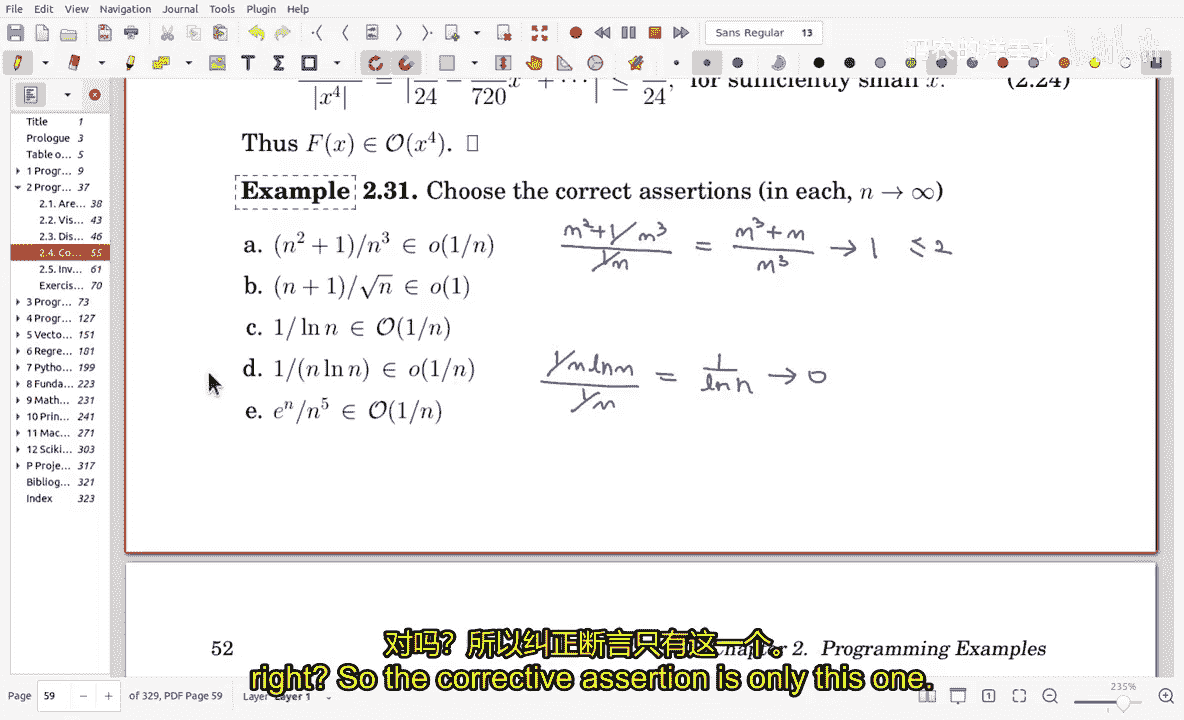 File Edit View Navigation Journal Tools Plugin Help
Sans Regular 13
Title 1
Prologue 3
Table o... 5
1 Progr... 9
2 Progr... 37
2.1. Are... 38
2.2. Vis... 43
2.3. Dis... 46
2.4. Co... 55
2.5. Inv... 61
Exercis... 70
3 Progr... 73
4 Progr... 127
5 Vecto... 151
6 Regre... 181
7 Pytho... 199
8 Funda... 223
9 Math... 231
10 Prin... 241
11 Mac... 271
12 Sciki... 303
P Proje... 317
Bibliog... 321
Index 323
|x⁴| = |1/24 − 1/720 x + ⋯| ≤ 1/24, for sufficiently small x. (2.24)
Thus F(x) ∈ O(x⁴). □
Example 2.31. Choose the correct assertions (in each, n → ∞)
a. (n² + 1)/n³ ∈ o(1/n) n²+1/n³ / 1/n = n³+n / n³ → 1 ≤ 2
b. (n + 1)/√n ∈ o(1)
c. 1/ ln n ∈ O(1/n)
d. 1/(n ln n) ∈ o(1/n) 1/n ln n / 1/n = 1/ln n → 0
e. eⁿ/n⁵ ∈ O(1/n)
52 Chapter 2. Programming Examples
对吗？所以纠正断言只有这一个。
right? So the corrective assertion is only this one.
Page 59 of 329, PDF Page 59 Layer Layer 1 235%